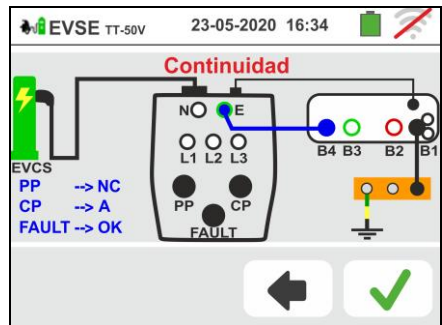 EVSE TT-50V 23-05-2020 16:34
Continuidad
N E
L1 L2 L3
B4 B3 B2 B1
EVCS
PP --> NC
CP --> A
FAULT --> OK
PP CP
FAULT